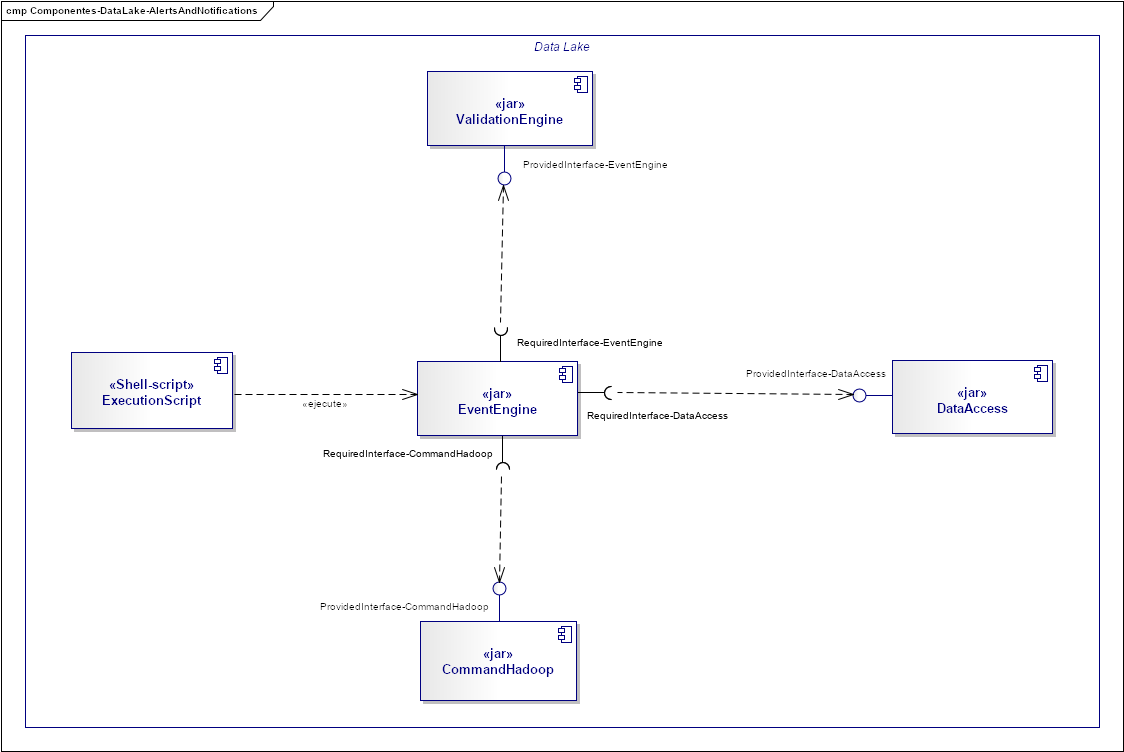 cmp Componentes-DataLake-AlertsAndNotifications
Data Lake
«jar»
ValidationEngine
ProvidedInterface-EventEngine
RequiredInterface-EventEngine
«Shell-script»
ExecutionScript
«ejecute»
«jar»
EventEngine
ProvidedInterface-DataAccess
RequiredInterface-DataAccess
«jar»
DataAccess
RequiredInterface-CommandHadoop
ProvidedInterface-CommandHadoop
«jar»
CommandHadoop